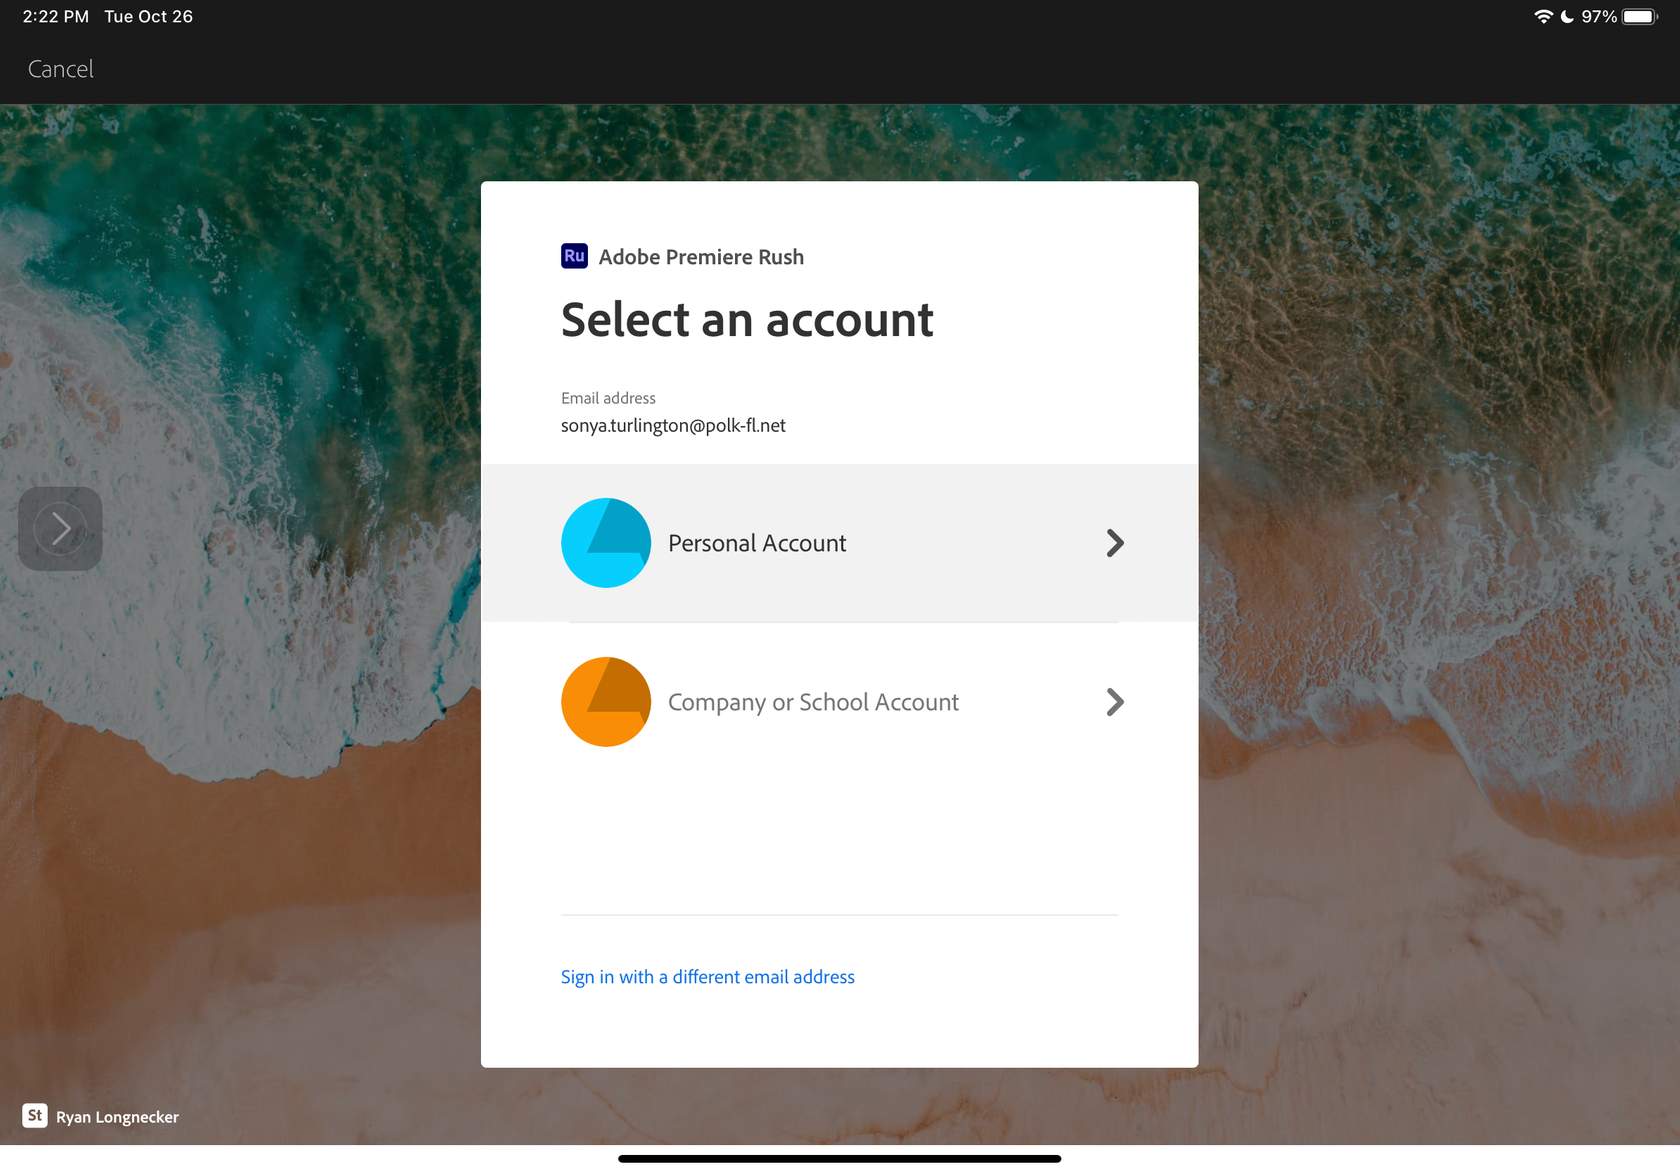 2:22 PM Tue Oct 26
97%
Cancel
Ru Adobe Premiere Rush
Select an account
Email address
sonya.turlington@polk-fl.net
Personal Account
Company or School Account
Sign in with a different email address
St Ryan Longnecker